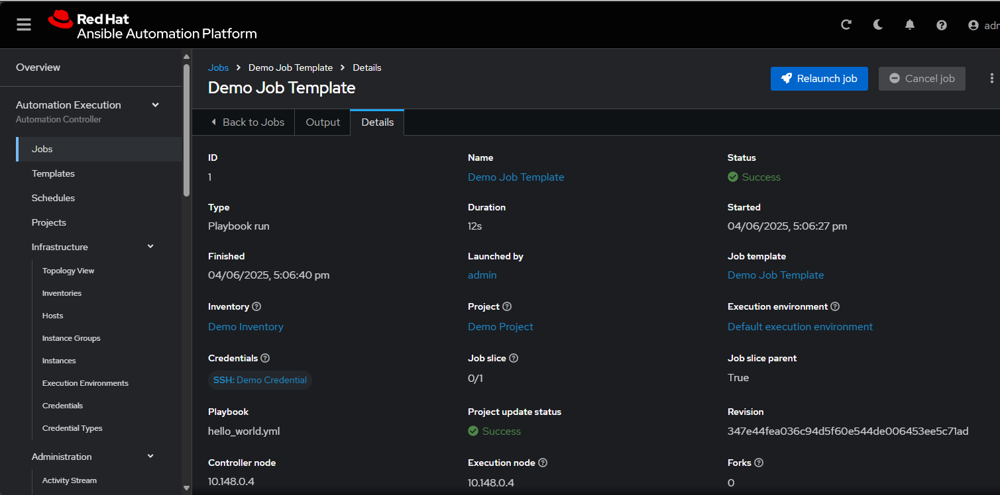 Red Hat
Ansible Automation Platform
adm
Overview
Automation Execution
Automation Controller
Jobs
Templates
Schedules
Projects
Infrastructure
Topology View
Inventories
Hosts
Instance Groups
Instances
Execution Environments
Credentials
Credential Types
Administration
Activity Stream
Jobs > Demo Job Template > Details
Demo Job Template
Relaunch job Cancel job
Back to Jobs Output Details
ID Name Status
1 Demo Job Template Success
Type Duration Started
Playbook run 12s 04/06/2025, 5:06:27 pm
Finished Launched by Job template
04/06/2025, 5:06:40 pm admin Demo Job Template
Inventory Project Execution environment
Demo Inventory Demo Project Default execution environment
Credentials Job slice Job slice parent
SSH: Demo Credential 0/1 True
Playbook Project update status Revision
hello_world.yml Success 347e44fea036c94d5f60e544de006453ee5c71ad
Controller node Execution node Forks
10.148.0.4 10.148.0.4 0